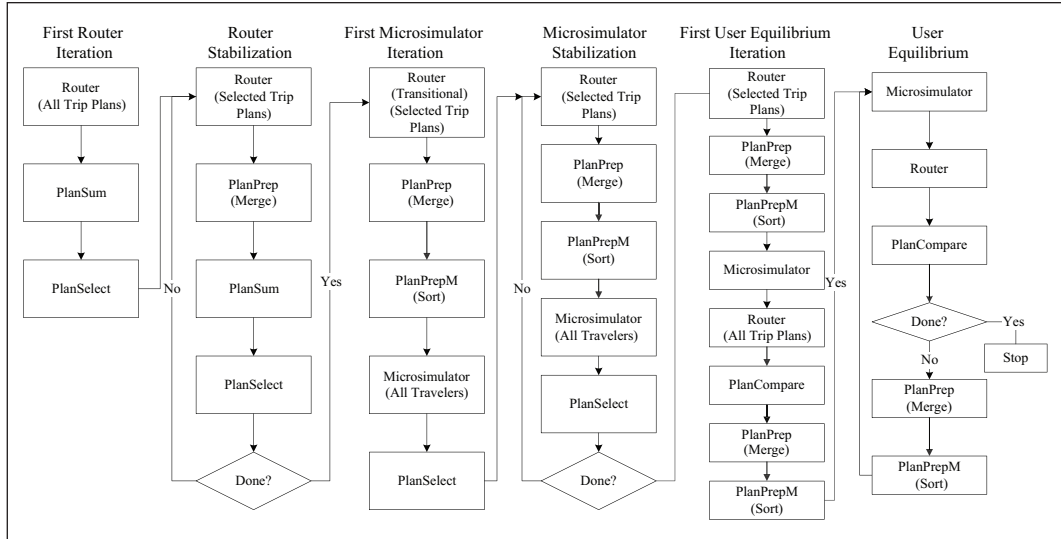 First Router
Iteration
Router
(All Trip Plans)
PlanSum
PlanSelect
Router
Stabilization
Router
(Selected Trip
Plans)
PlanPrep
(Merge)
PlanSum
PlanSelect
Done?
No
Yes
First Microsimulator
Iteration
Router
(Transitional)
(Selected Trip
Plans)
PlanPrep
(Merge)
PlanPrepM
(Sort)
Microsimulator
(All Travelers)
PlanSelect
Microsimulator
Stabilization
Router
(Selected Trip
Plans)
PlanPrep
(Merge)
PlanPrepM
(Sort)
Microsimulator
(All Travelers)
PlanSelect
Done?
No
First User Equilibrium
Iteration
Router
(Selected Trip
Plans)
PlanPrep
(Merge)
PlanPrepM
(Sort)
Microsimulator
Router
(All Trip Plans)
PlanCompare
PlanPrep
(Merge)
PlanPrepM
(Sort)
Yes
User
Equilibrium
Microsimulator
Router
PlanCompare
Done?
Yes
Stop
No
PlanPrep
(Merge)
PlanPrepM
(Sort)